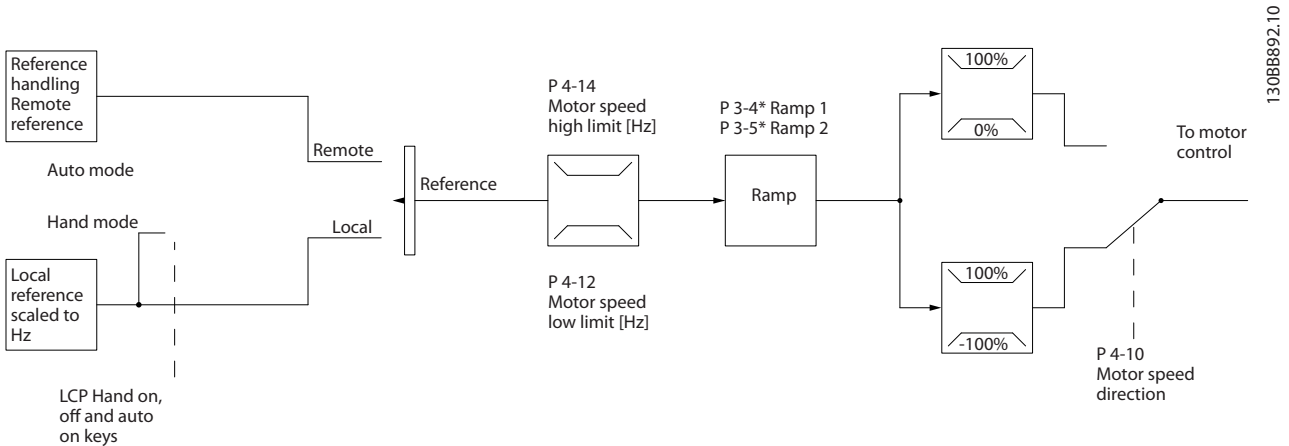 130BB892.10
Reference
handling
Remote
reference
Auto mode
Remote
Reference
Hand mode
Local
Local
reference
scaled to
Hz
LCP Hand on,
off and auto
on keys
P 4-14
Motor speed
high limit [Hz]
P 4-12
Motor speed
low limit [Hz]
P 3-4* Ramp 1
P 3-5* Ramp 2
Ramp
100%
0%
100%
-100%
To motor
control
P 4-10
Motor speed
direction